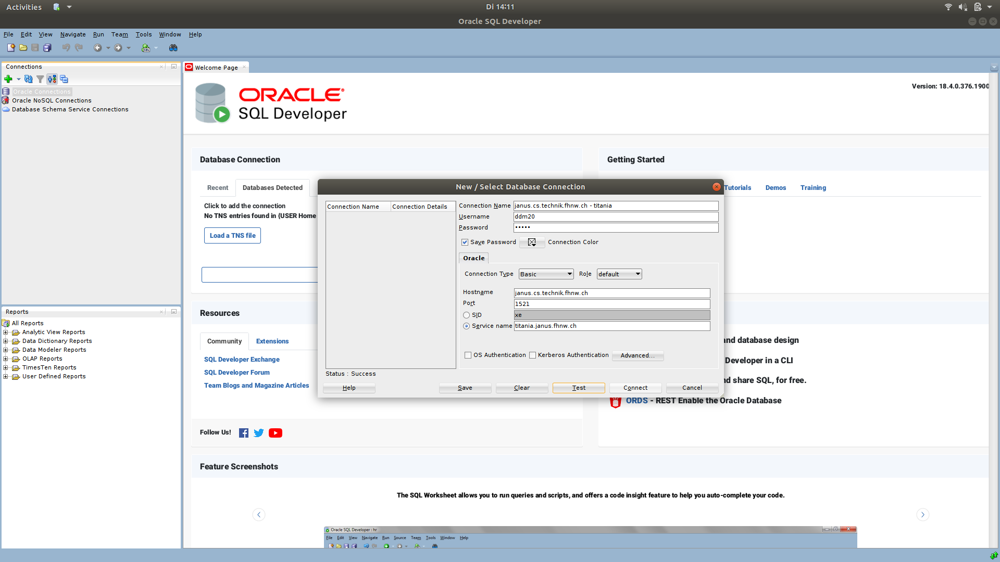 Activities
Di 14:11
Oracle SQL Developer
File Edit View Navigate Run Team Tools Window Help
Connections
Oracle Connections
Oracle NoSQL Connections
Database Schema Service Connections
Reports
All Reports
Analytic View Reports
Data Dictionary Reports
Data Modeler Reports
OLAP Reports
TimesTen Reports
User Defined Reports
Welcome Page
ORACLE
SQL Developer
Version: 18.4.0.376.1900
Database Connection
Recent Databases Detected
Click to add the connection
No TNS entries found in {USER Home
Load a TNS file
Getting Started
Tutorials Demos Training
Resources
Community Extensions
SQL Developer Exchange
SQL Developer Forum
Team Blogs and Magazine Articles
Follow Us!
and database design
Developer in a CLI
nd share SQL, for free.
ORDS - REST Enable the Oracle Database
New / Select Database Connection
Connection Name Connection Details
Connection Name janus.cs.technik.fhnw.ch - titania
Username ddm20
Password •••••
Save Password Connection Color
Oracle
Connection Type Basic Role default
Hostname janus.cs.technik.fhnw.ch
Port 1521
SID xe
Service name titania.janus.fhnw.ch
OS Authentication Kerberos Authentication Advanced...
Status : Success
Help Save Clear Test Connect Cancel
Feature Screenshots
The SQL Worksheet allows you to run queries and scripts, and offers a code insight feature to help you auto-complete your code.
Oracle SQL Developer : hr
File Edit View Navigate Run Source Team Tools Window Help